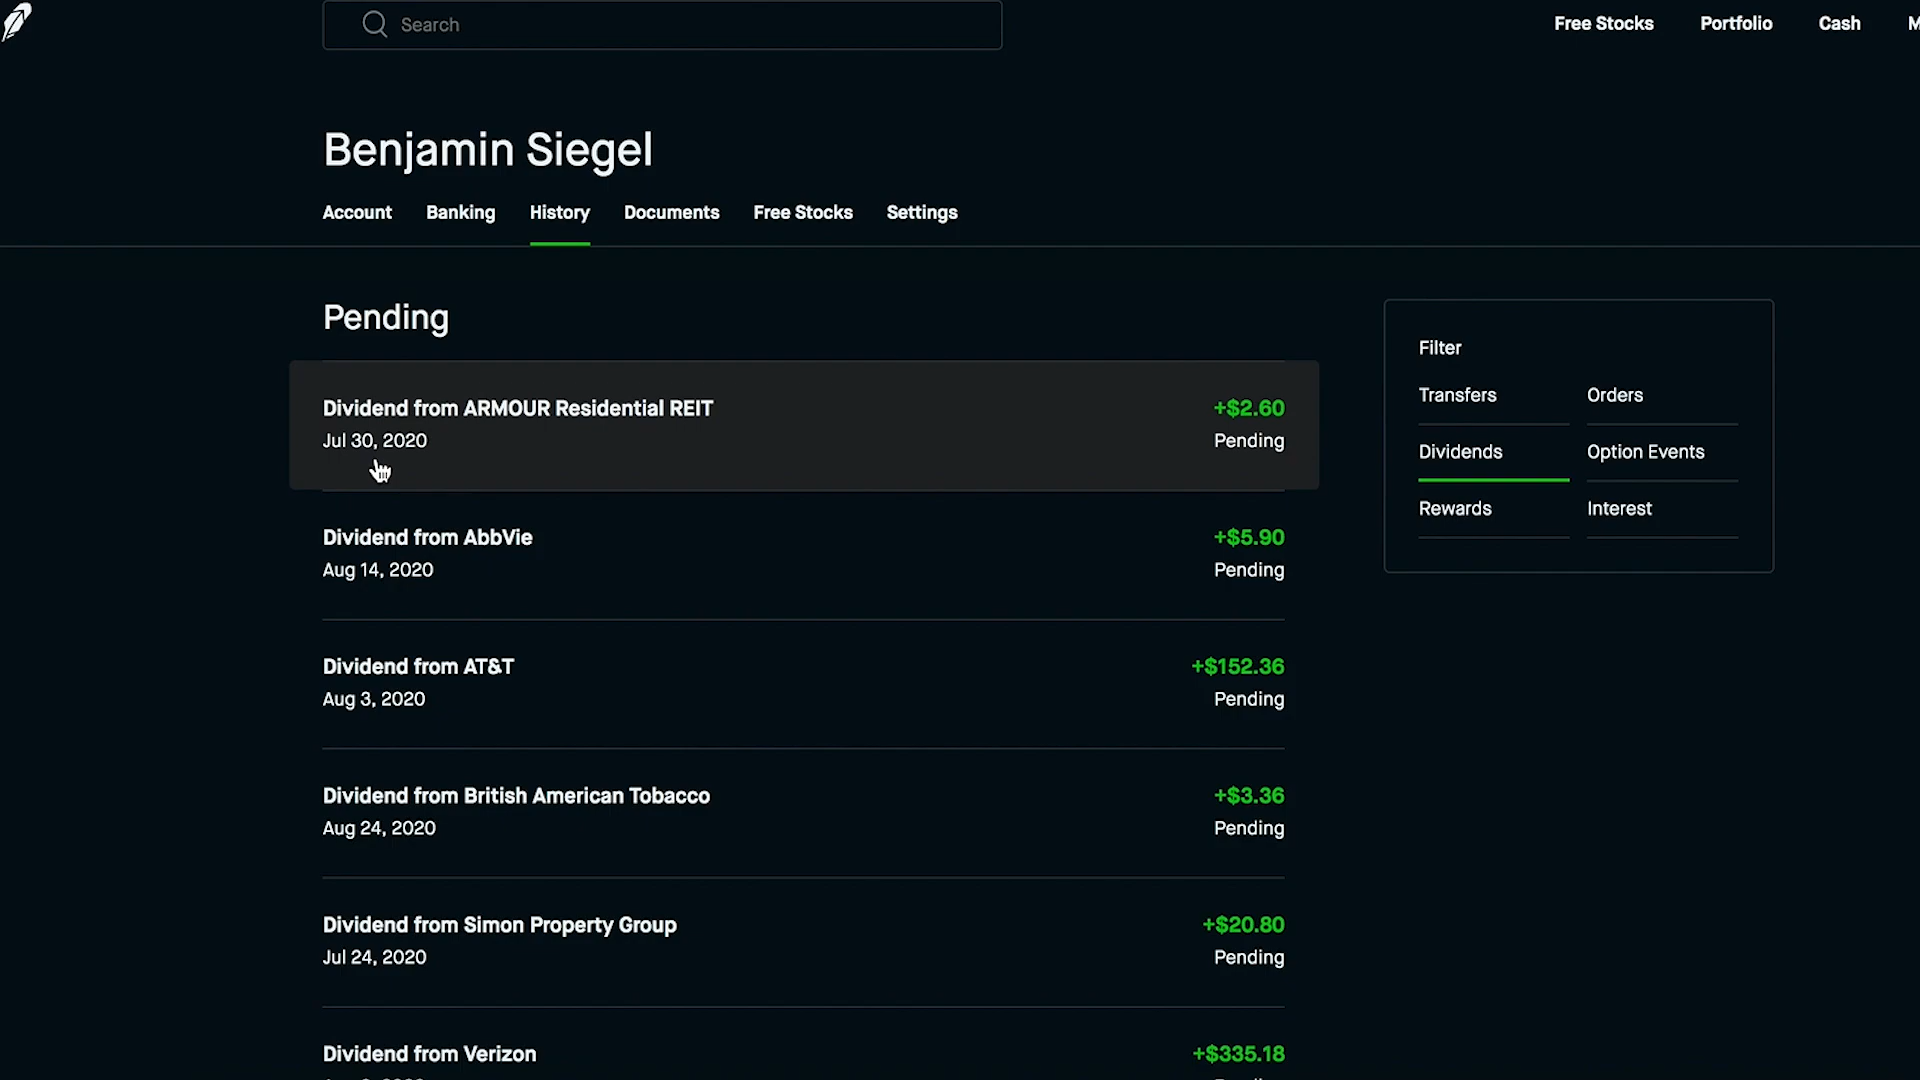 Search
Free Stocks
Portfolio
Cash
M
Benjamin Siegel
Account
Banking
History
Documents
Free Stocks
Settings
Pending
Dividend from ARMOUR Residential REIT
+$2.60
Jul 30, 2020
Pending
Dividend from AbbVie
+$5.90
Aug 14, 2020
Pending
Dividend from AT&T
+$152.36
Aug 3, 2020
Pending
Dividend from British American Tobacco
+$3.36
Aug 24, 2020
Pending
Dividend from Simon Property Group
+$20.80
Jul 24, 2020
Pending
Dividend from Verizon
+$335.18
Filter
Transfers
Orders
Dividends
Option Events
Rewards
Interest